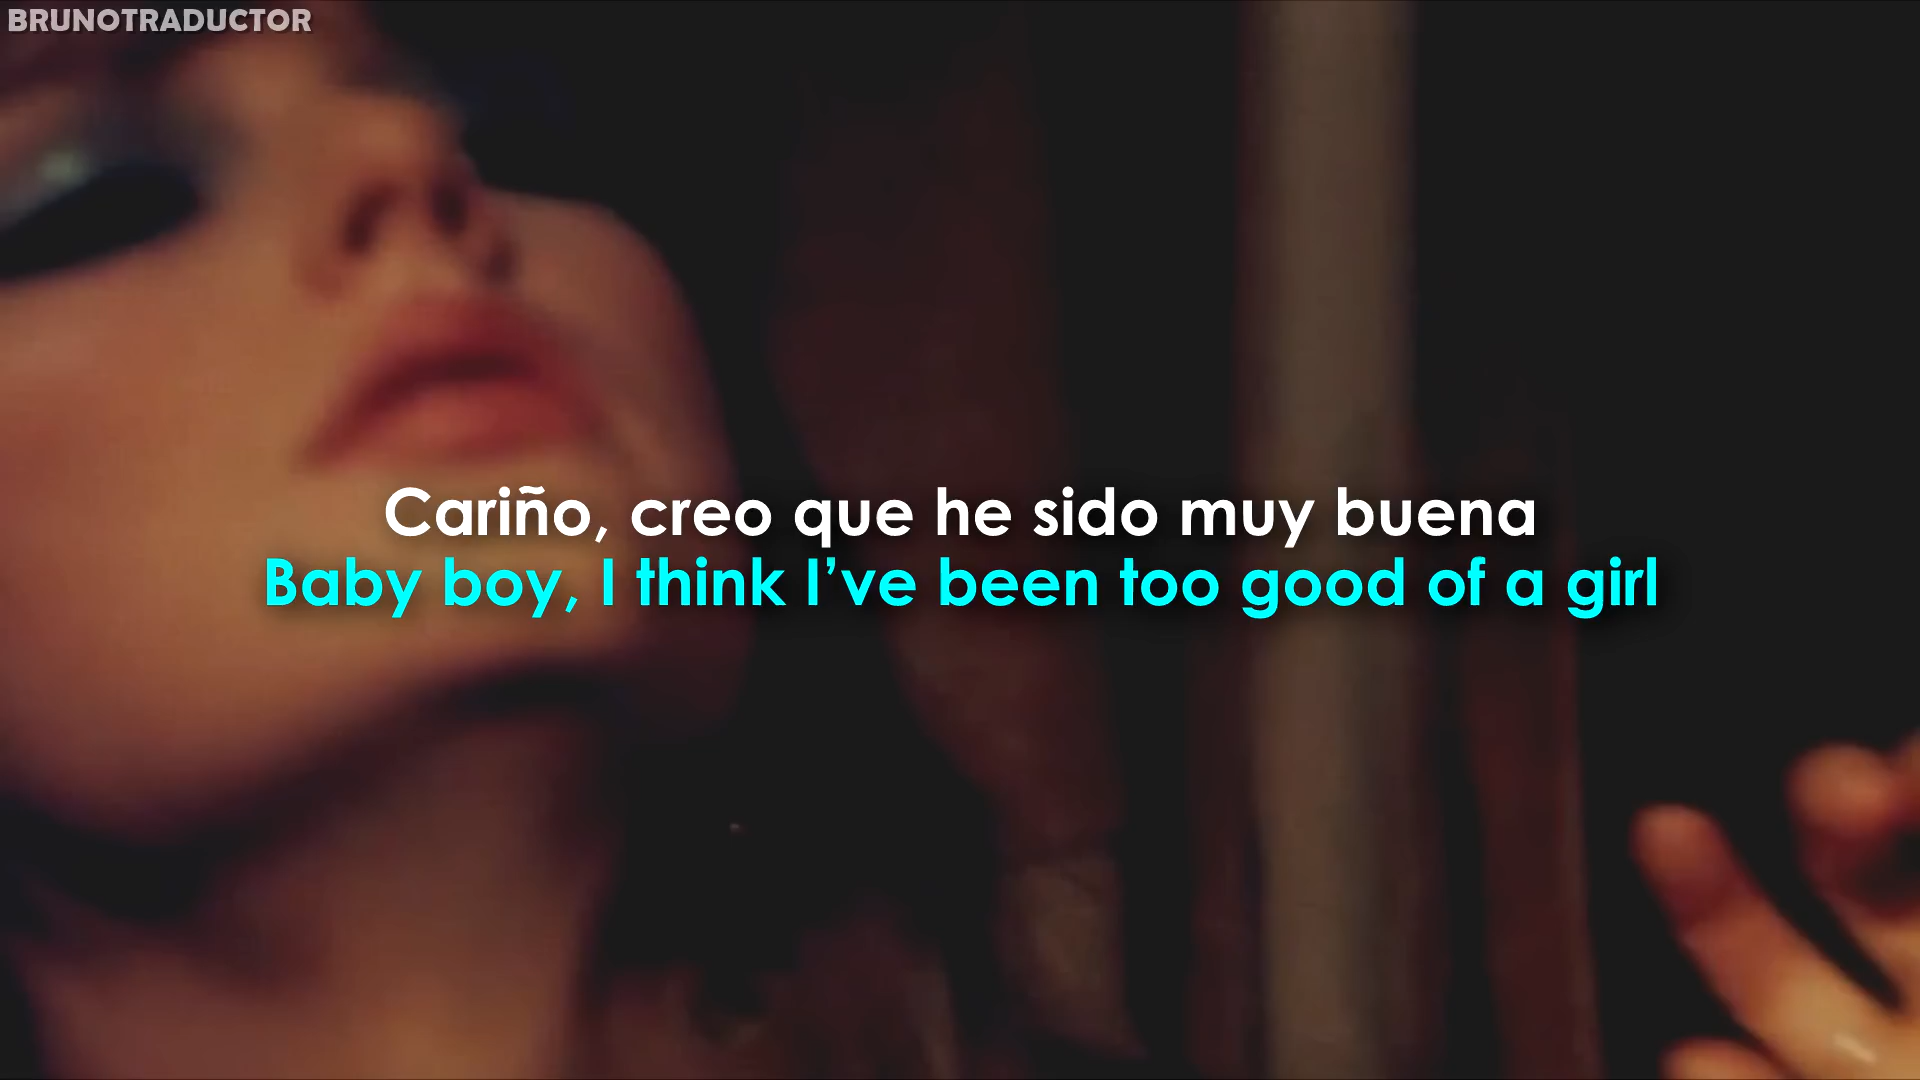 BRUNOTRADUCTOR
Cariño, creo que he sido muy buena
Baby boy, I think I’ve been too good of a girl